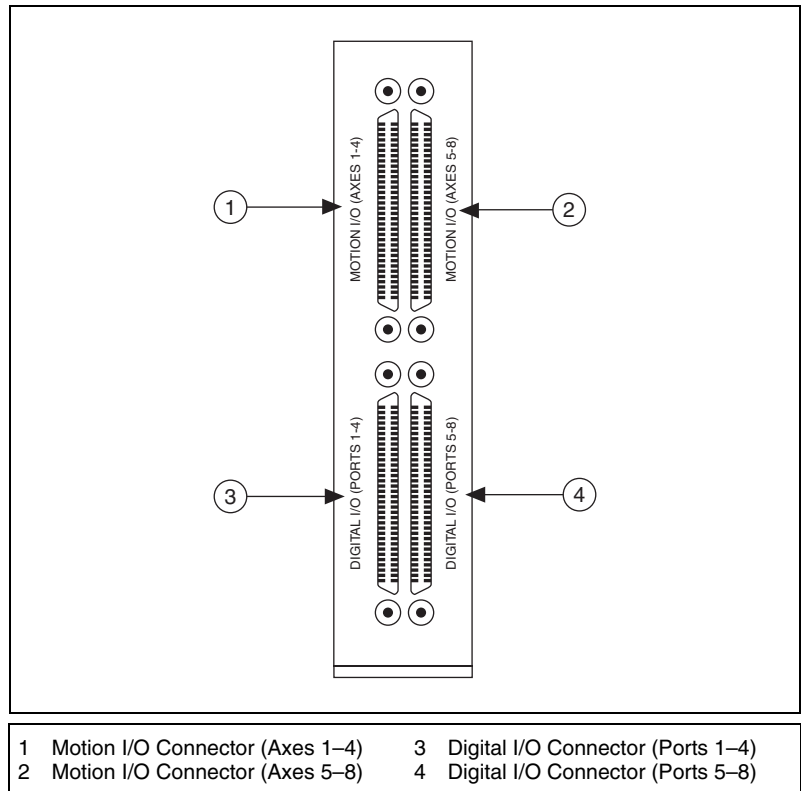 MOTION I/O (AXES 1-4)
MOTION I/O (AXES 5-8)
1
2
DIGITAL I/O (PORTS 1-4)
DIGITAL I/O (PORTS 5-8)
3
4
1 Motion I/O Connector (Axes 1–4)
2 Motion I/O Connector (Axes 5–8)
3 Digital I/O Connector (Ports 1–4)
4 Digital I/O Connector (Ports 5–8)